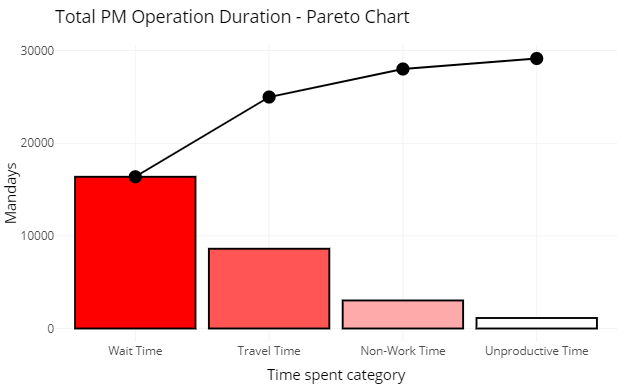 Total PM Operation Duration - Pareto Chart
30000
20000
10000
0
Mandays
Wait Time
Travel Time
Non-Work Time
Unproductive Time
Time spent category